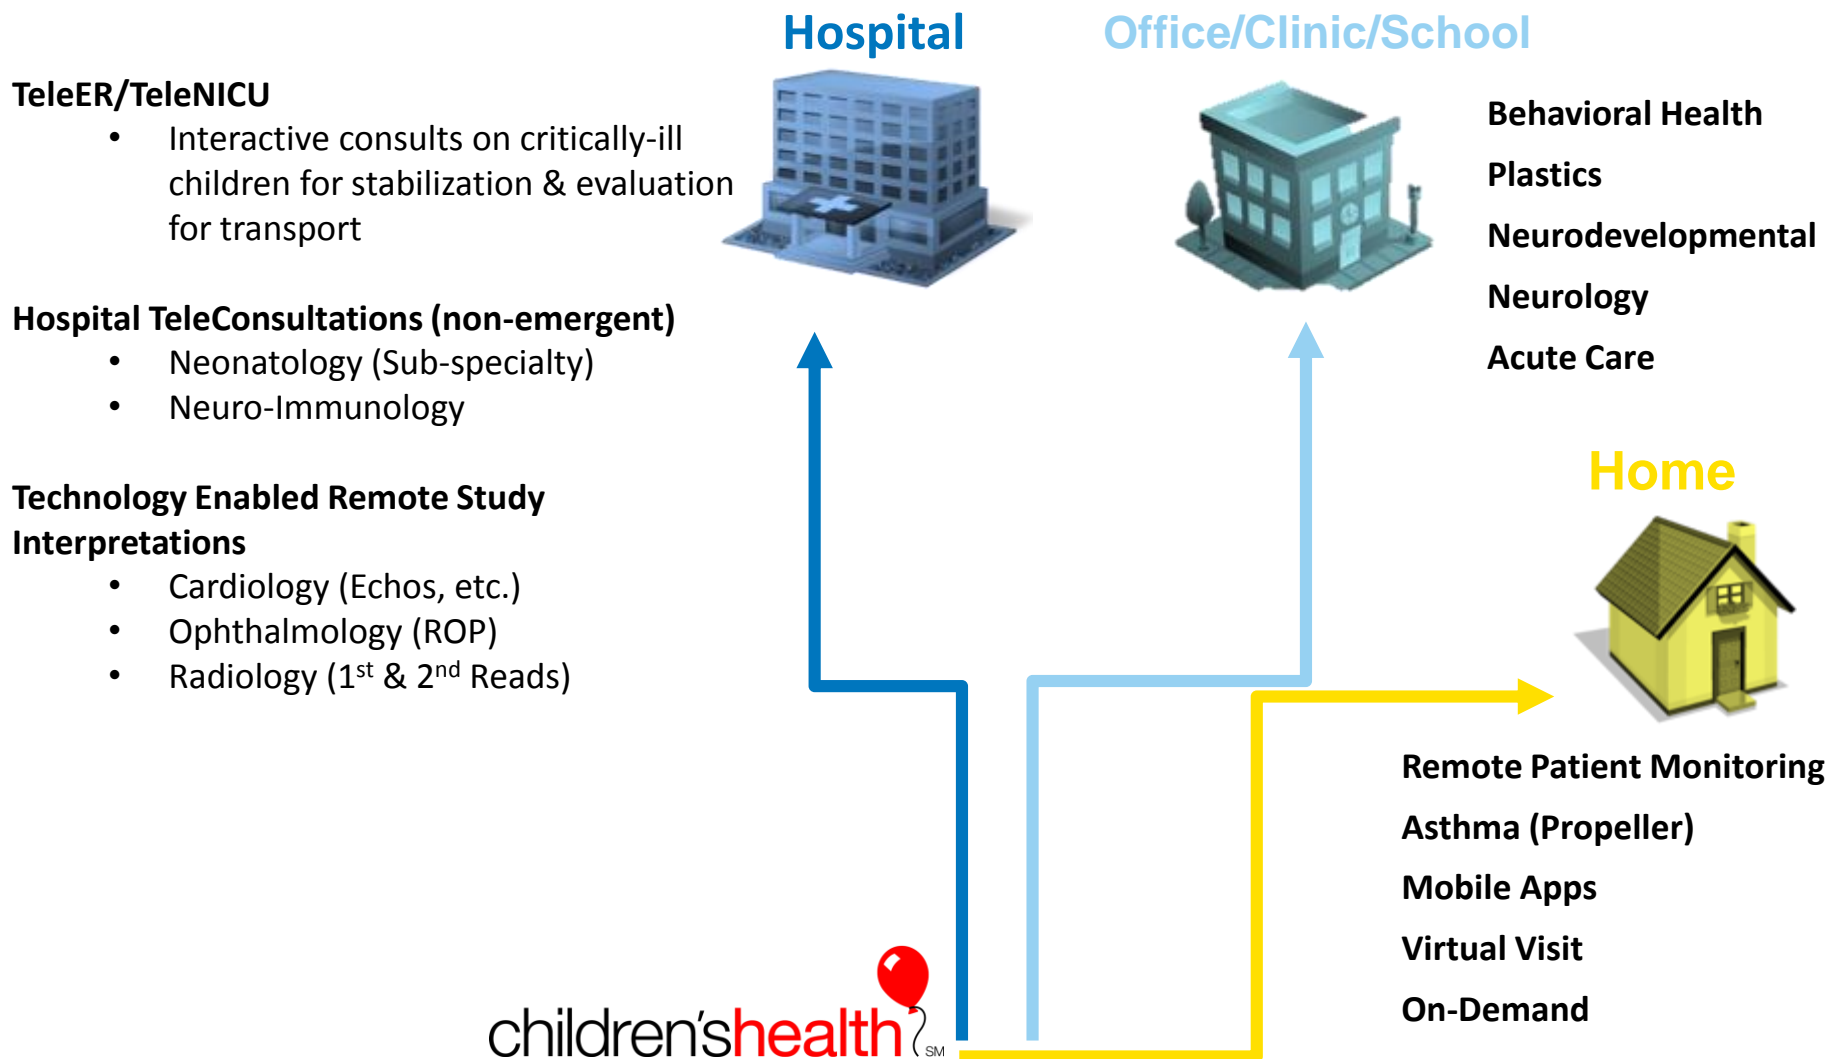 Hospital
Office/Clinic/School
TeleER/TeleNICU
• Interactive consults on critically-ill
children for stabilization & evaluation
for transport
Hospital TeleConsultations (non-emergent)
• Neonatology (Sub-specialty)
• Neuro-Immunology
Technology Enabled Remote Study
Interpretations
• Cardiology (Echos, etc.)
• Ophthalmology (ROP)
• Radiology (1st & 2nd Reads)
Behavioral Health
Plastics
Neurodevelopmental
Neurology
Acute Care
Home
Remote Patient Monitoring
Asthma (Propeller)
Mobile Apps
Virtual Visit
On-Demand
children'shealth SM